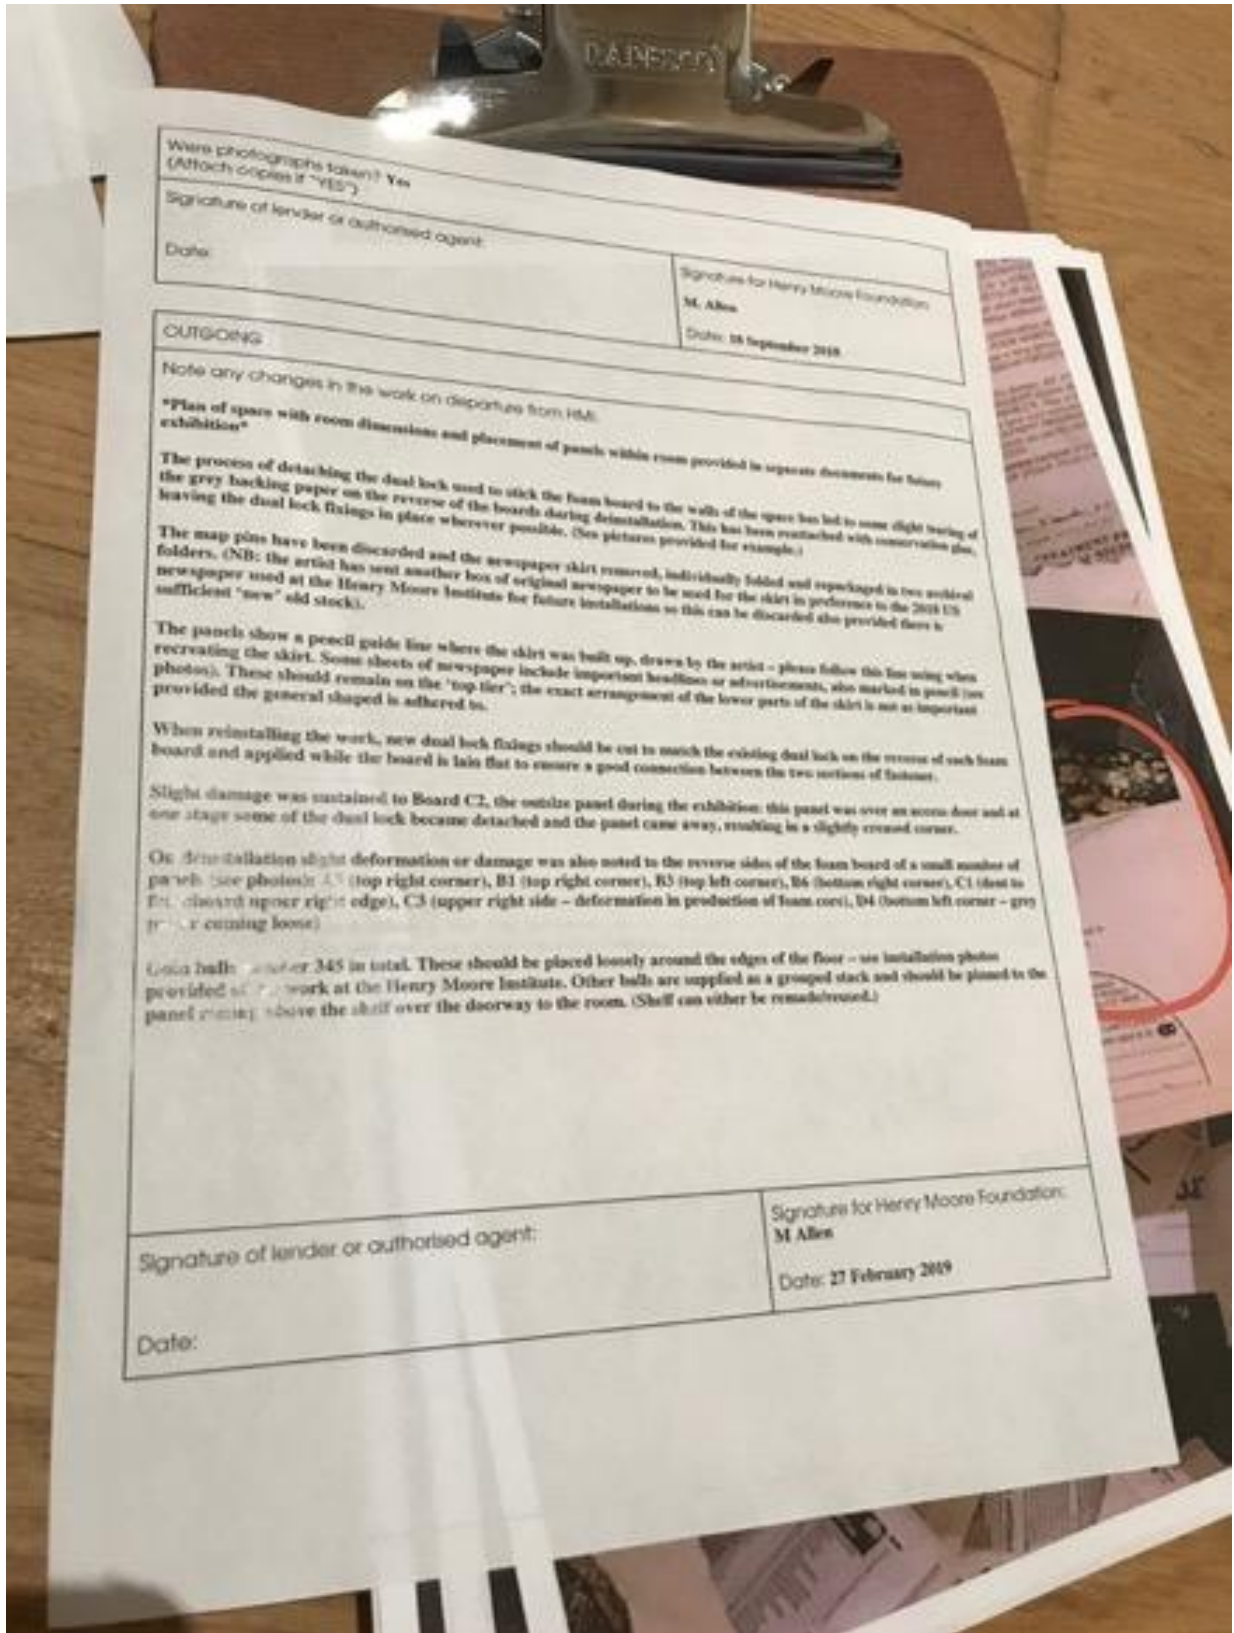 Were photographs taken? Yes
(Attach copies if "YES")
Signature of lender or authorised agent:
Date:
Signature for Henry Moore Foundation:
M. Allen
Date: September 2018
OUTGOING
Note any changes in the work on departure from HMI:
*Plan of space with room dimensions and placement of panels within room provided in separate documents for future
exhibition*
The process of detaching the dual lock used to stick the foam board to the walls of the space has led to some slight tearing of
the grey backing paper on the reverse of the boards during deinstallation. This has been reattached with conservation glue,
leaving the dual lock fixings in place wherever possible. (See pictures provided for example.)
The map pins have been discarded and the newspaper skirt removed, individually folded and repackaged in two archival
folders. (NB: the artist has sent another box of original newspaper to be used for the skirt in preference to the 2018 US
newspaper used at the Henry Moore Institute for future installations so this can be discarded also provided there is
sufficient "new" old stock).
The panels show a pencil guide line where the skirt was built up, drawn by the artist – please follow this line using when
recreating the skirt. Some sheets of newspaper include important headlines or advertisements, also marked in pencil (see
photos). These should remain on the 'top tier'; the exact arrangement of the lower parts of the skirt is not as important
provided the general shaped is adhered to.
When reinstalling the work, new dual lock fixings should be cut to match the existing dual lock on the reverse of each foam
board and applied while the board is lain flat to ensure a good connection between the two sections of fastener.
Slight damage was sustained to Board C2, the outsize panel during the exhibition: this panel was over an access door and at
one stage some of the dual lock became detached and the panel came away, resulting in a slightly creased corner.
On deinstallation slight deformation or damage was also noted to the reverse sides of the foam board of a small number of
panels (see photos): (top right corner), B1 (top right corner), B3 (top left corner), B6 (bottom right corner), C1 (dent to
upper right edge), C3 (upper right side – deformation in production of foam core), D4 (bottom left corner – grey
coming loose)
balls 345 in total. These should be placed loosely around the edges of the floor – see installation photos
provided work at the Henry Moore Institute. Other balls are supplied as a grouped stack and should be pinned to the
panel above the shelf over the doorway to the room. (Shelf can either be remade/reused.)
Signature of lender or authorised agent:
Date:
Signature for Henry Moore Foundation:
M Allen
Date: 27 February 2019